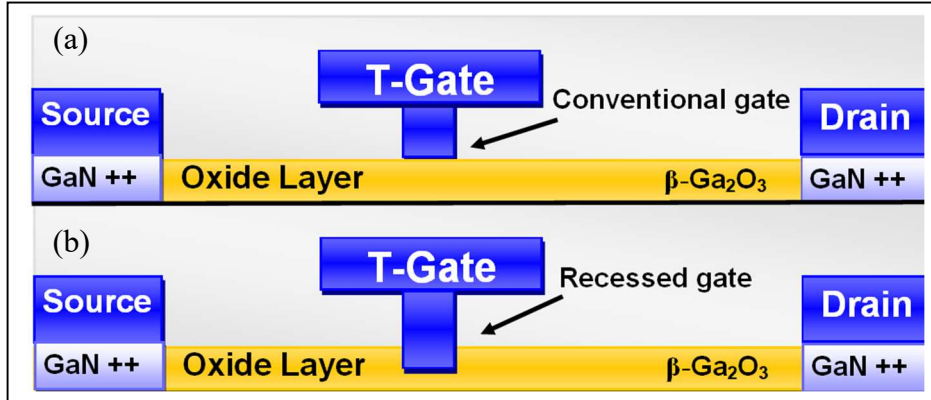 (a)
T-Gate
Conventional gate
Source
Drain
GaN ++
Oxide Layer
β-Ga₂O₃
GaN ++
(b)
T-Gate
Recessed gate
Source
Drain
GaN ++
Oxide Layer
β-Ga₂O₃
GaN ++